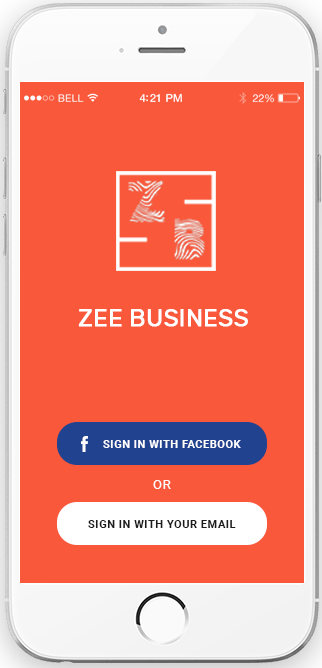 BELL 4:21 PM 22%
Z
B
ZEE BUSINESS
f SIGN IN WITH FACEBOOK
OR
SIGN IN WITH YOUR EMAIL